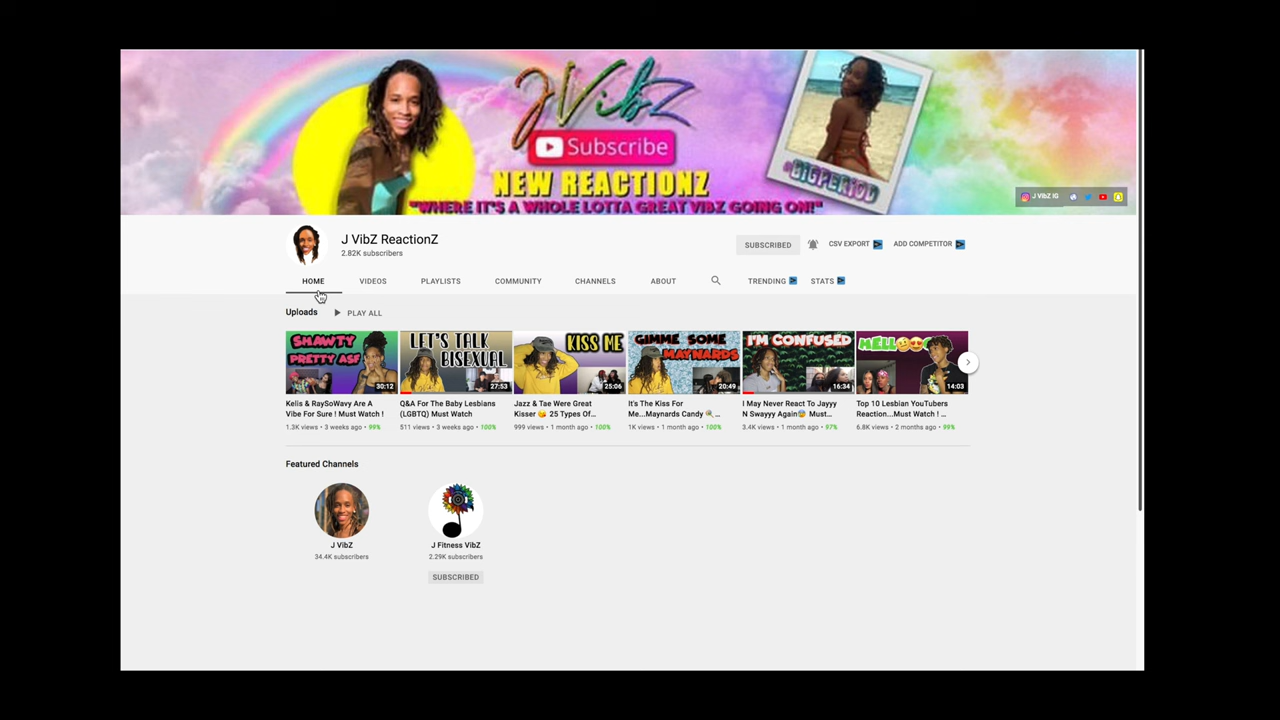 JVibZ
Subscribe
NEW REACTIONZ
"WHERE IT'S A WHOLE LOTTA GREAT VIBZ GOING ON!"
#BIGPERIOD
J VibZ IG
J VibZ ReactionZ
2.82K subscribers
SUBSCRIBED
CSV EXPORT
ADD COMPETITOR
HOME
VIDEOS
PLAYLISTS
COMMUNITY
CHANNELS
ABOUT
TRENDING
STATS
Uploads
PLAY ALL
SHAWTY
PRETTY ASF
30:12
LET'S TALK
BISEXUAL
27:53
KISS ME
25:06
GIMME SOME
MAYNARDS
20:49
I'M CONFUSED
16:34
HELLO
14:03
Kelis & RaySoWavy Are A
Vibe For Sure ! Must Watch !
1.3K views • 3 weeks ago • 99%
Q&A For The Baby Lesbians
(LGBTQ) Must Watch
511 views • 3 weeks ago • 100%
Jazz & Tae Were Great
Kisser 😘 25 Types Of...
999 views • 1 month ago • 100%
It's The Kiss For
Me...Maynards Candy 🍭...
1K views • 1 month ago • 100%
I May Never React To Jayyy
N Swayyy Again😰 Must...
3.4K views • 1 month ago • 97%
Top 10 Lesbian YouTubers
Reaction...Must Watch ! ...
6.8K views • 2 months ago • 99%
Featured Channels
J VibZ
34.4K subscribers
J Fitness VibZ
2.29K subscribers
SUBSCRIBED